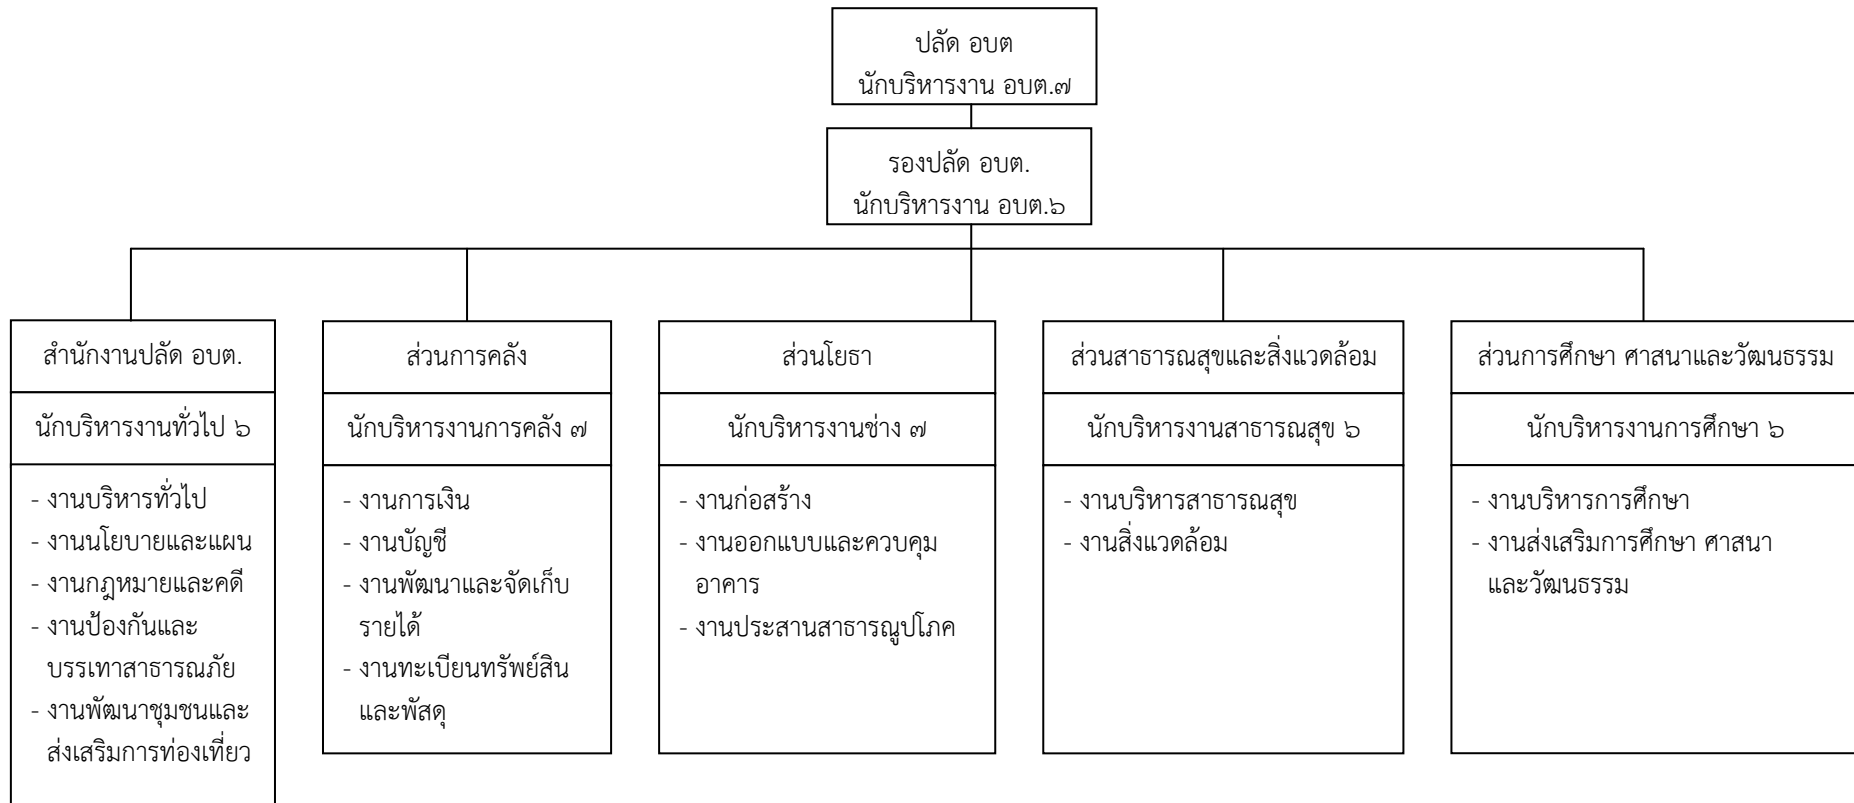 ปลัด อบต
นักบริหารงาน อบต.๗
รองปลัด อบต.
นักบริหารงาน อบต.๖
สำนักงานปลัด อบต.
นักบริหารงานทั่วไป ๖
- งานบริหารทั่วไป
- งานนโยบายและแผน
- งานกฎหมายและคดี
- งานป้องกันและ
บรรเทาสาธารณภัย
- งานพัฒนาชุมชนและ
ส่งเสริมการท่องเที่ยว
ส่วนการคลัง
นักบริหารงานการคลัง ๗
- งานการเงิน
- งานบัญชี
- งานพัฒนาและจัดเก็บ
รายได้
- งานทะเบียนทรัพย์สิน
และพัสดุ
ส่วนโยธา
นักบริหารงานช่าง ๗
- งานก่อสร้าง
- งานออกแบบและควบคุม
อาคาร
- งานประสานสาธารณูปโภค
ส่วนสาธารณสุขและสิ่งแวดล้อม
นักบริหารงานสาธารณสุข ๖
- งานบริหารสาธารณสุข
- งานสิ่งแวดล้อม
ส่วนการศึกษา ศาสนาและวัฒนธรรม
นักบริหารงานการศึกษา ๖
- งานบริหารการศึกษา
- งานส่งเสริมการศึกษา ศาสนา
และวัฒนธรรม